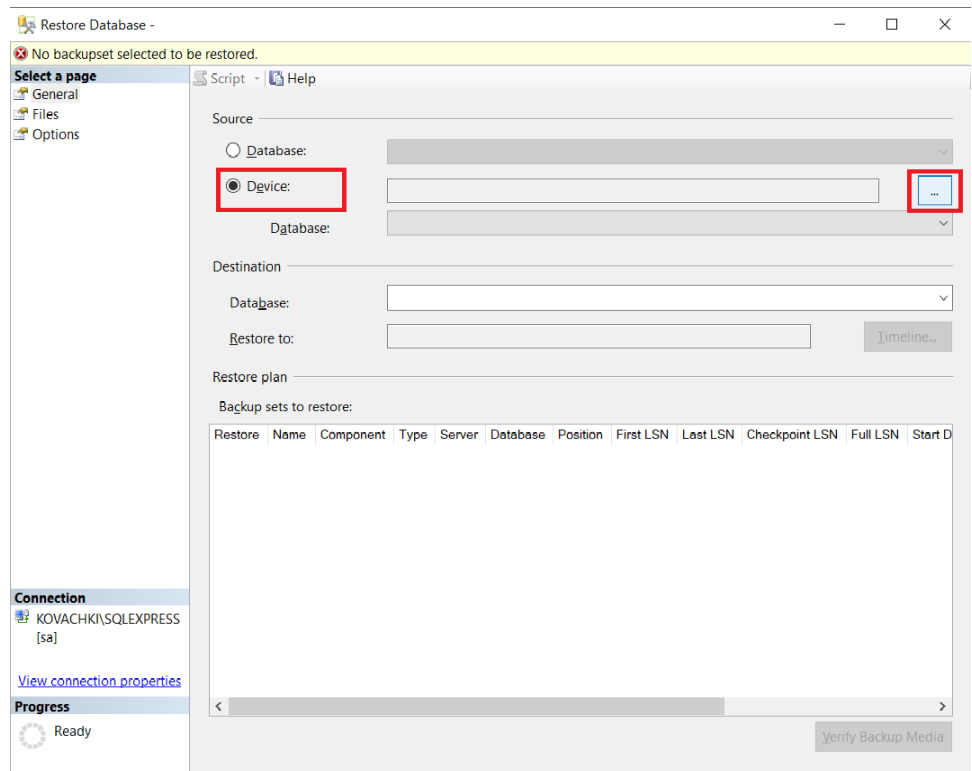 Restore Database -
No backupset selected to be restored.
Select a page
General
Files
Options
Script Help
Source
Database:
Device:
...
Database:
Destination
Database:
Restore to:
Timeline...
Restore plan
Backup sets to restore:
Restore Name Component Type Server Database Position First LSN Last LSN Checkpoint LSN Full LSN Start D
Connection
KOVACHKI\SQLEXPRESS
[sa]
View connection properties
Progress
Ready
Verify Backup Media